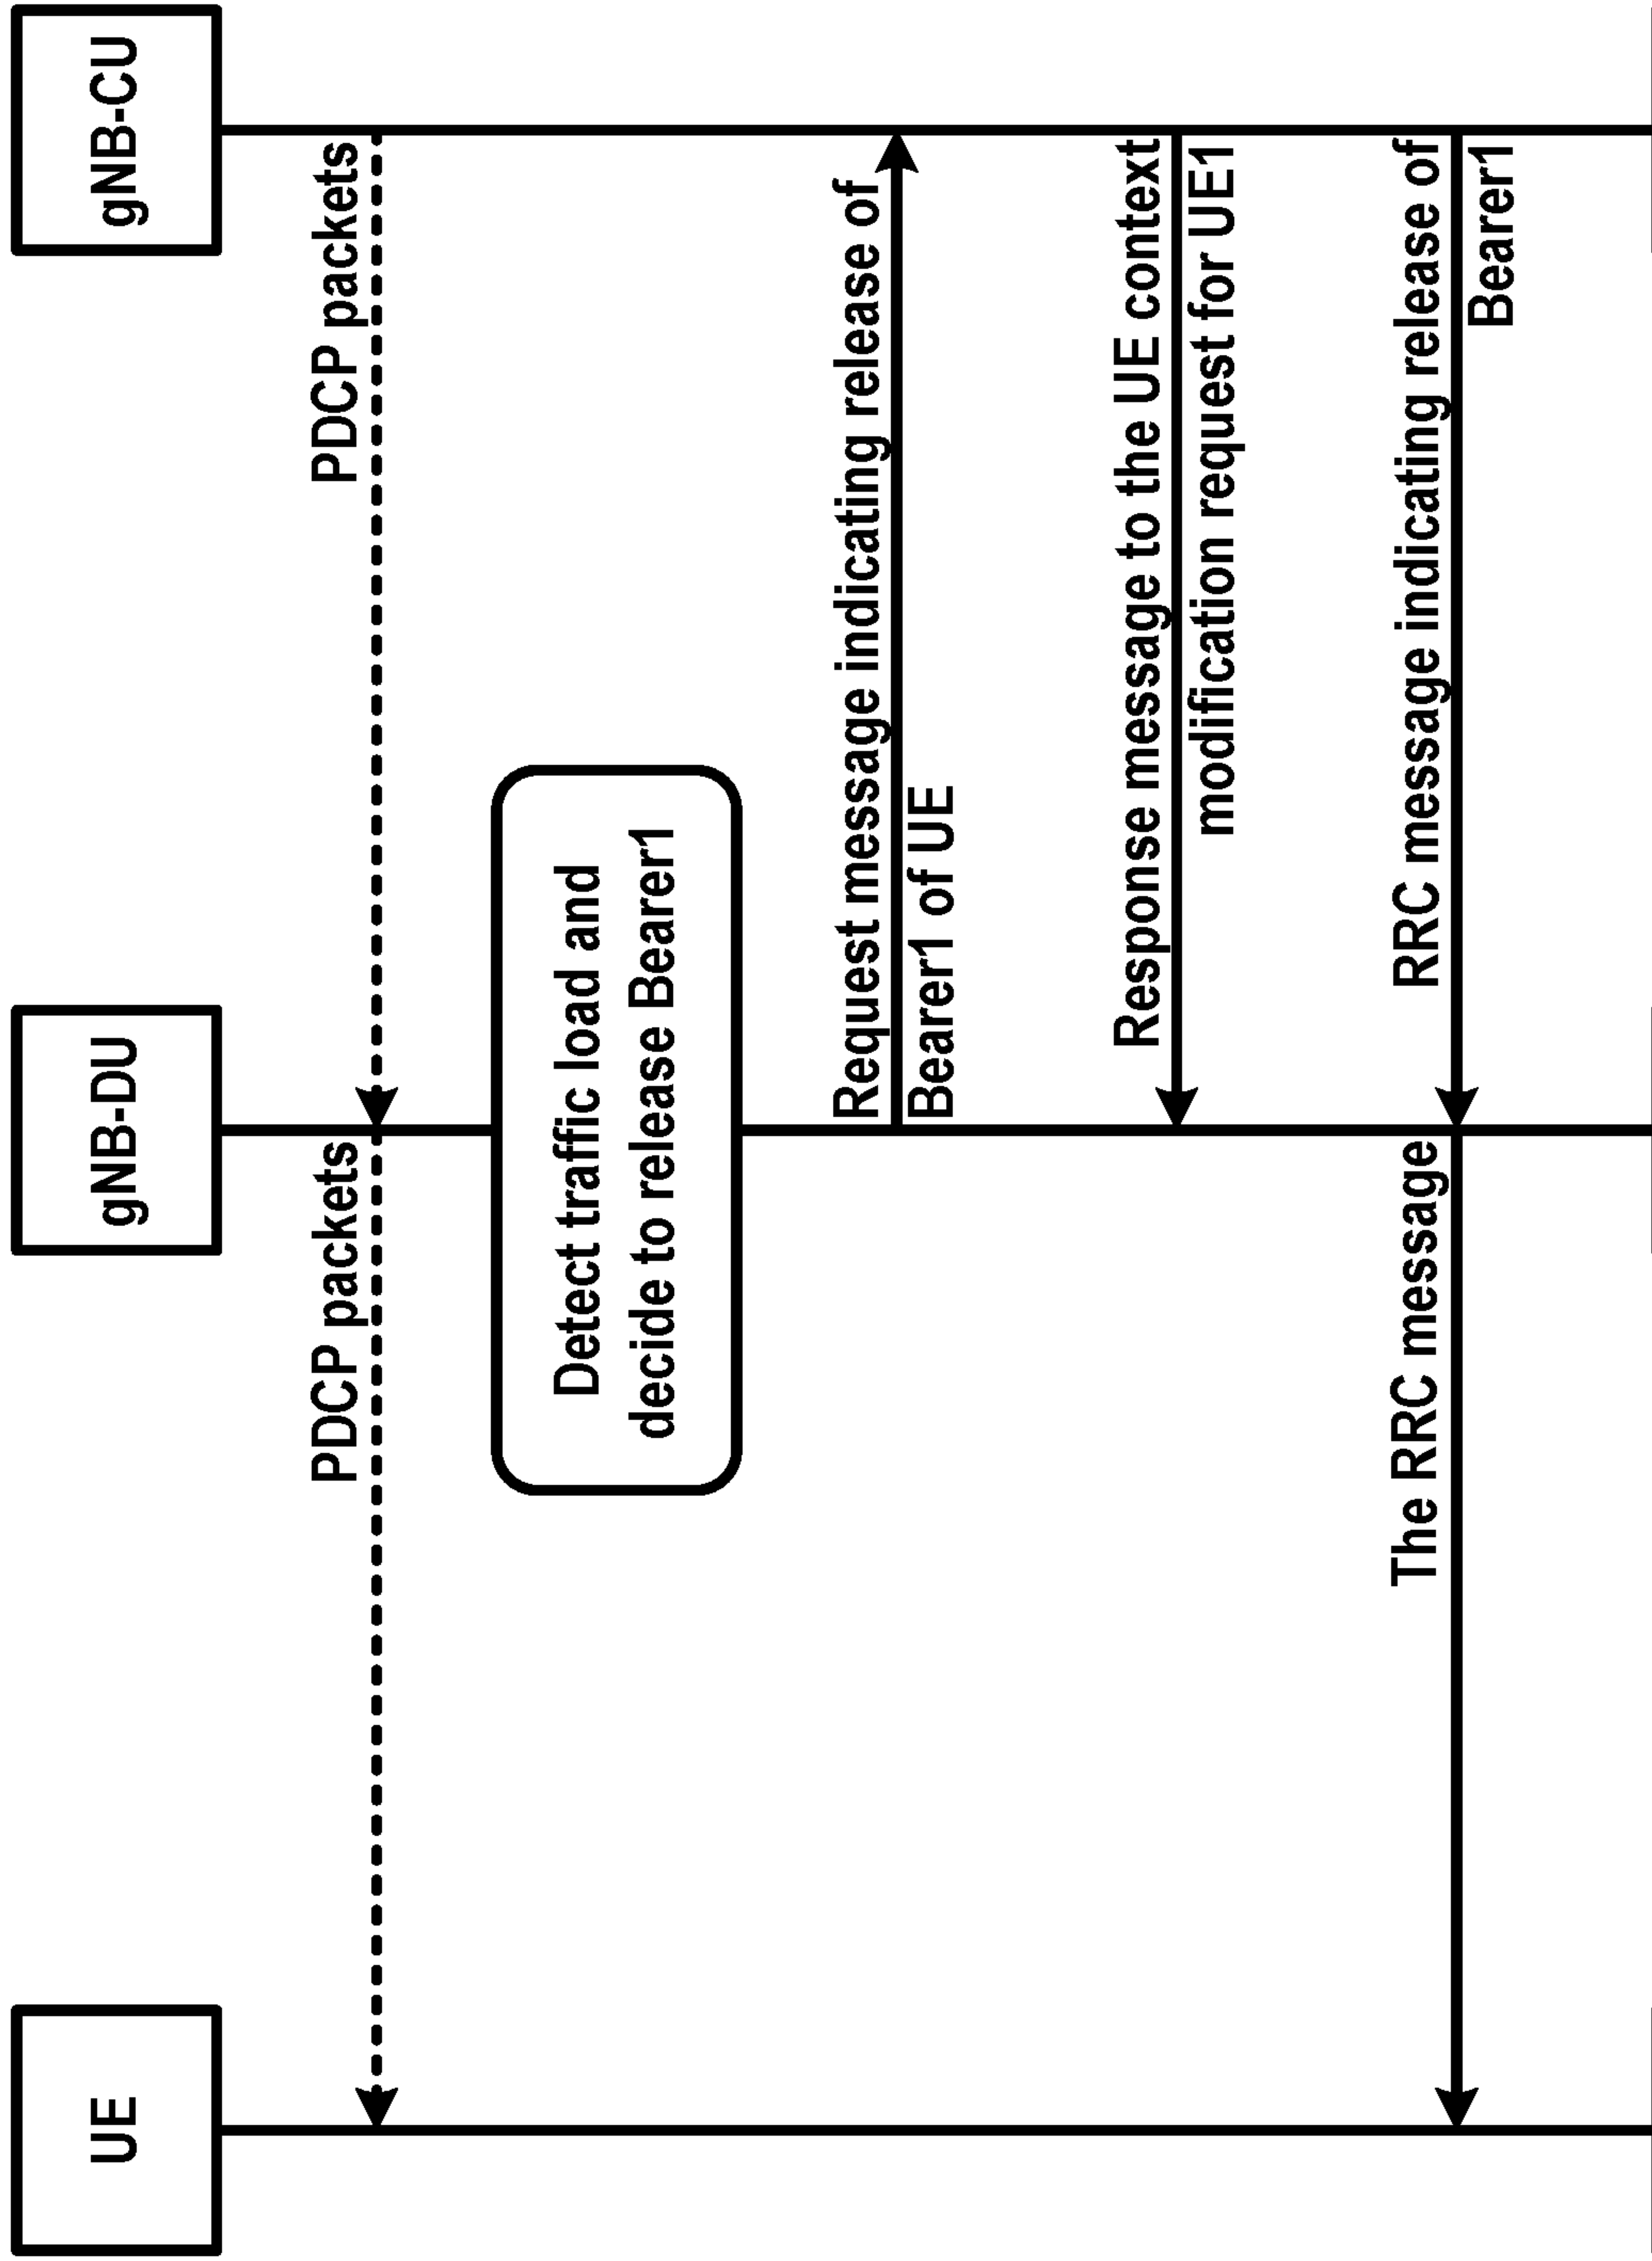 UE
gNB-DU
gNB-CU
PDCP packets
PDCP packets
Detect traffic load and
decide to release Bearer1
Request message indicating release of
Bearer1 of UE
Response message to the UE context
modification request for UE1
RRC message indicating release of
Bearer1
The RRC message